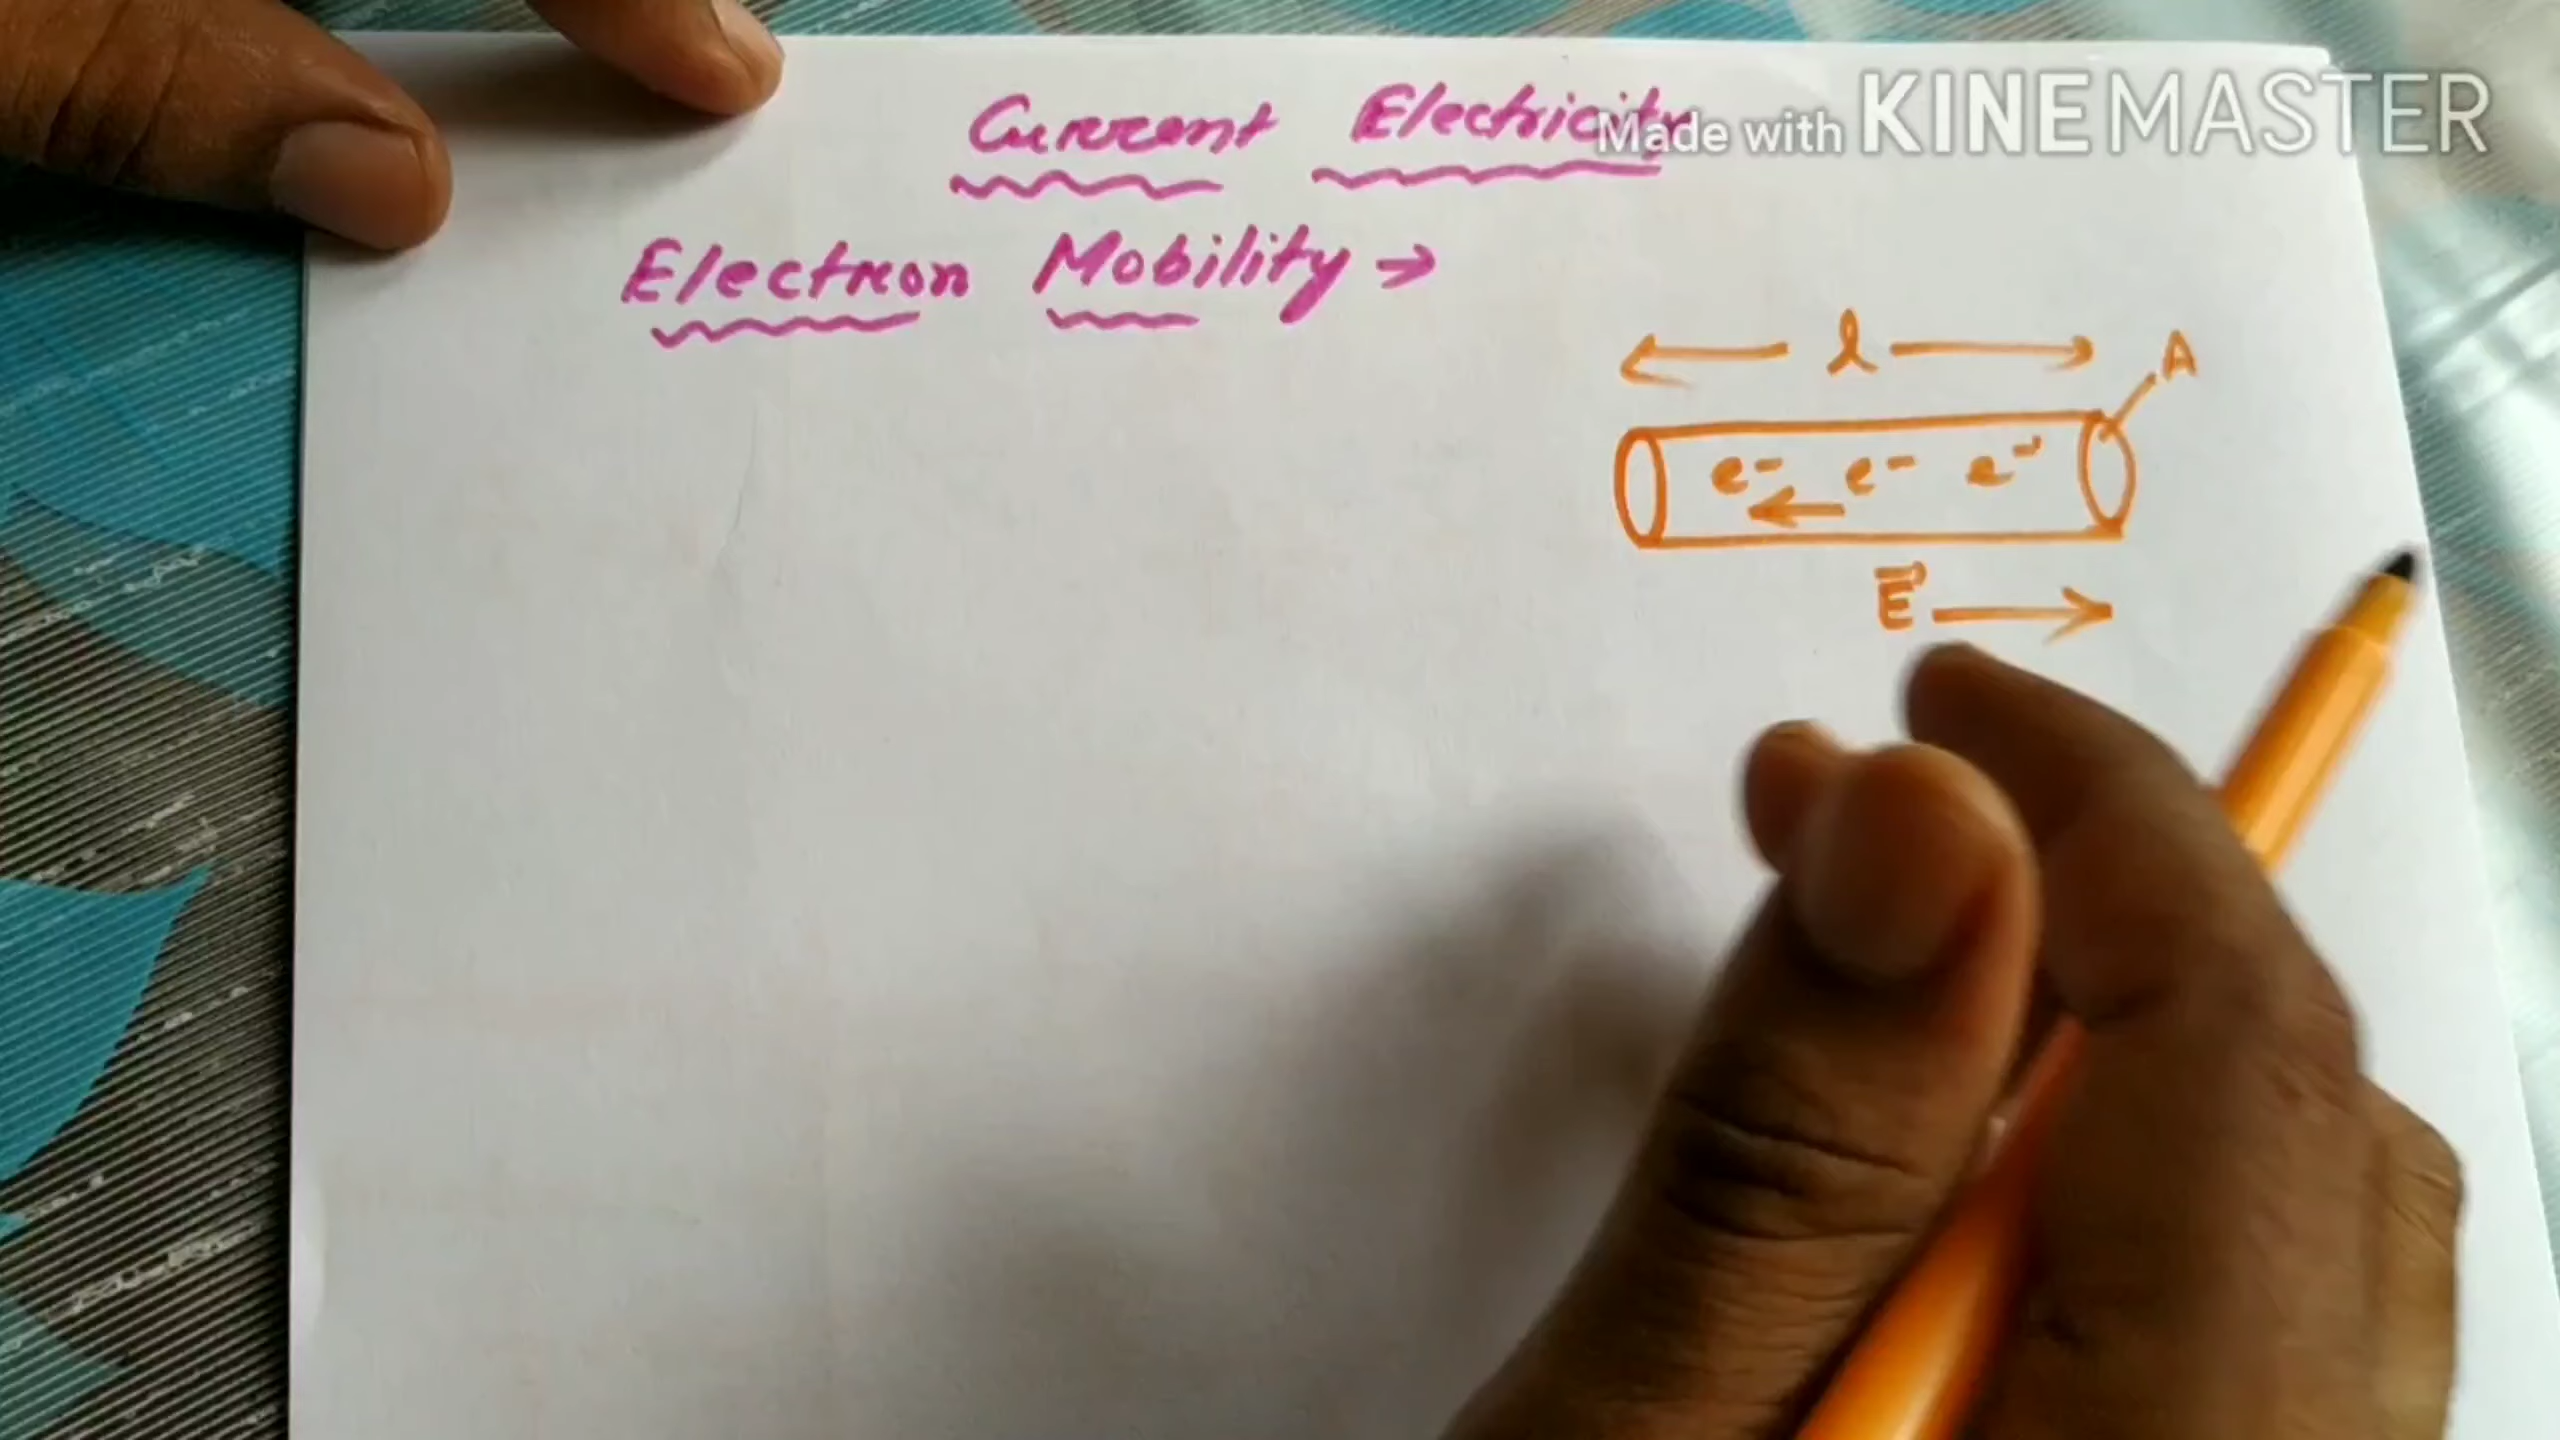 Current Electricity
Made with KINEMASTER
Electron Mobility →
l
A
e⁻ e⁻ e⁻
E⃗